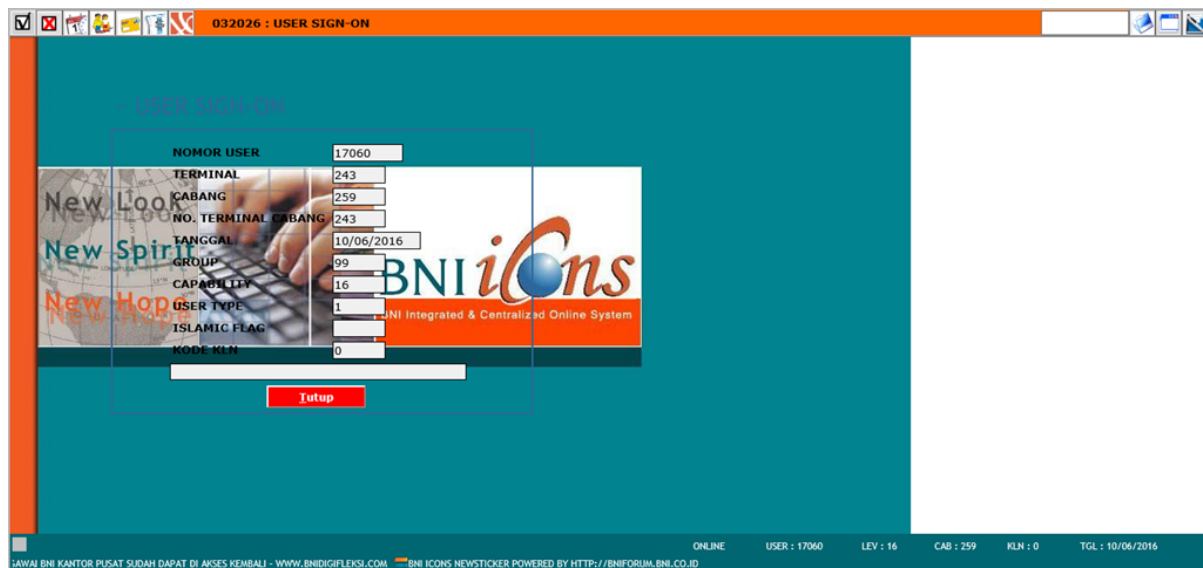 032026 : USER SIGN-ON
- USER SIGN-ON
NOMOR USER 17060
TERMINAL 243
CABANG 259
NO. TERMINAL CABANG 243
TANGGAL 10/06/2016
GROUP 99
CAPABILITY 16
USER TYPE 1
ISLAMIC FLAG
KODE KLN 0
Tutup
New Look
New Spirit
New Hope
BNI icons
BNI Integrated & Centralized Online System
ONLINE USER : 17060 LEV : 16 CAB : 259 KLN : 0 TGL : 10/06/2016
GAWAI BNI KANTOR PUSAT SUDAH DAPAT DI AKSES KEMBALI - WWW.BNIDIGIFLEKSI.COM BNI ICONS NEWSTICKER POWERED BY HTTP://BNIFORUM.BNI.CO.ID